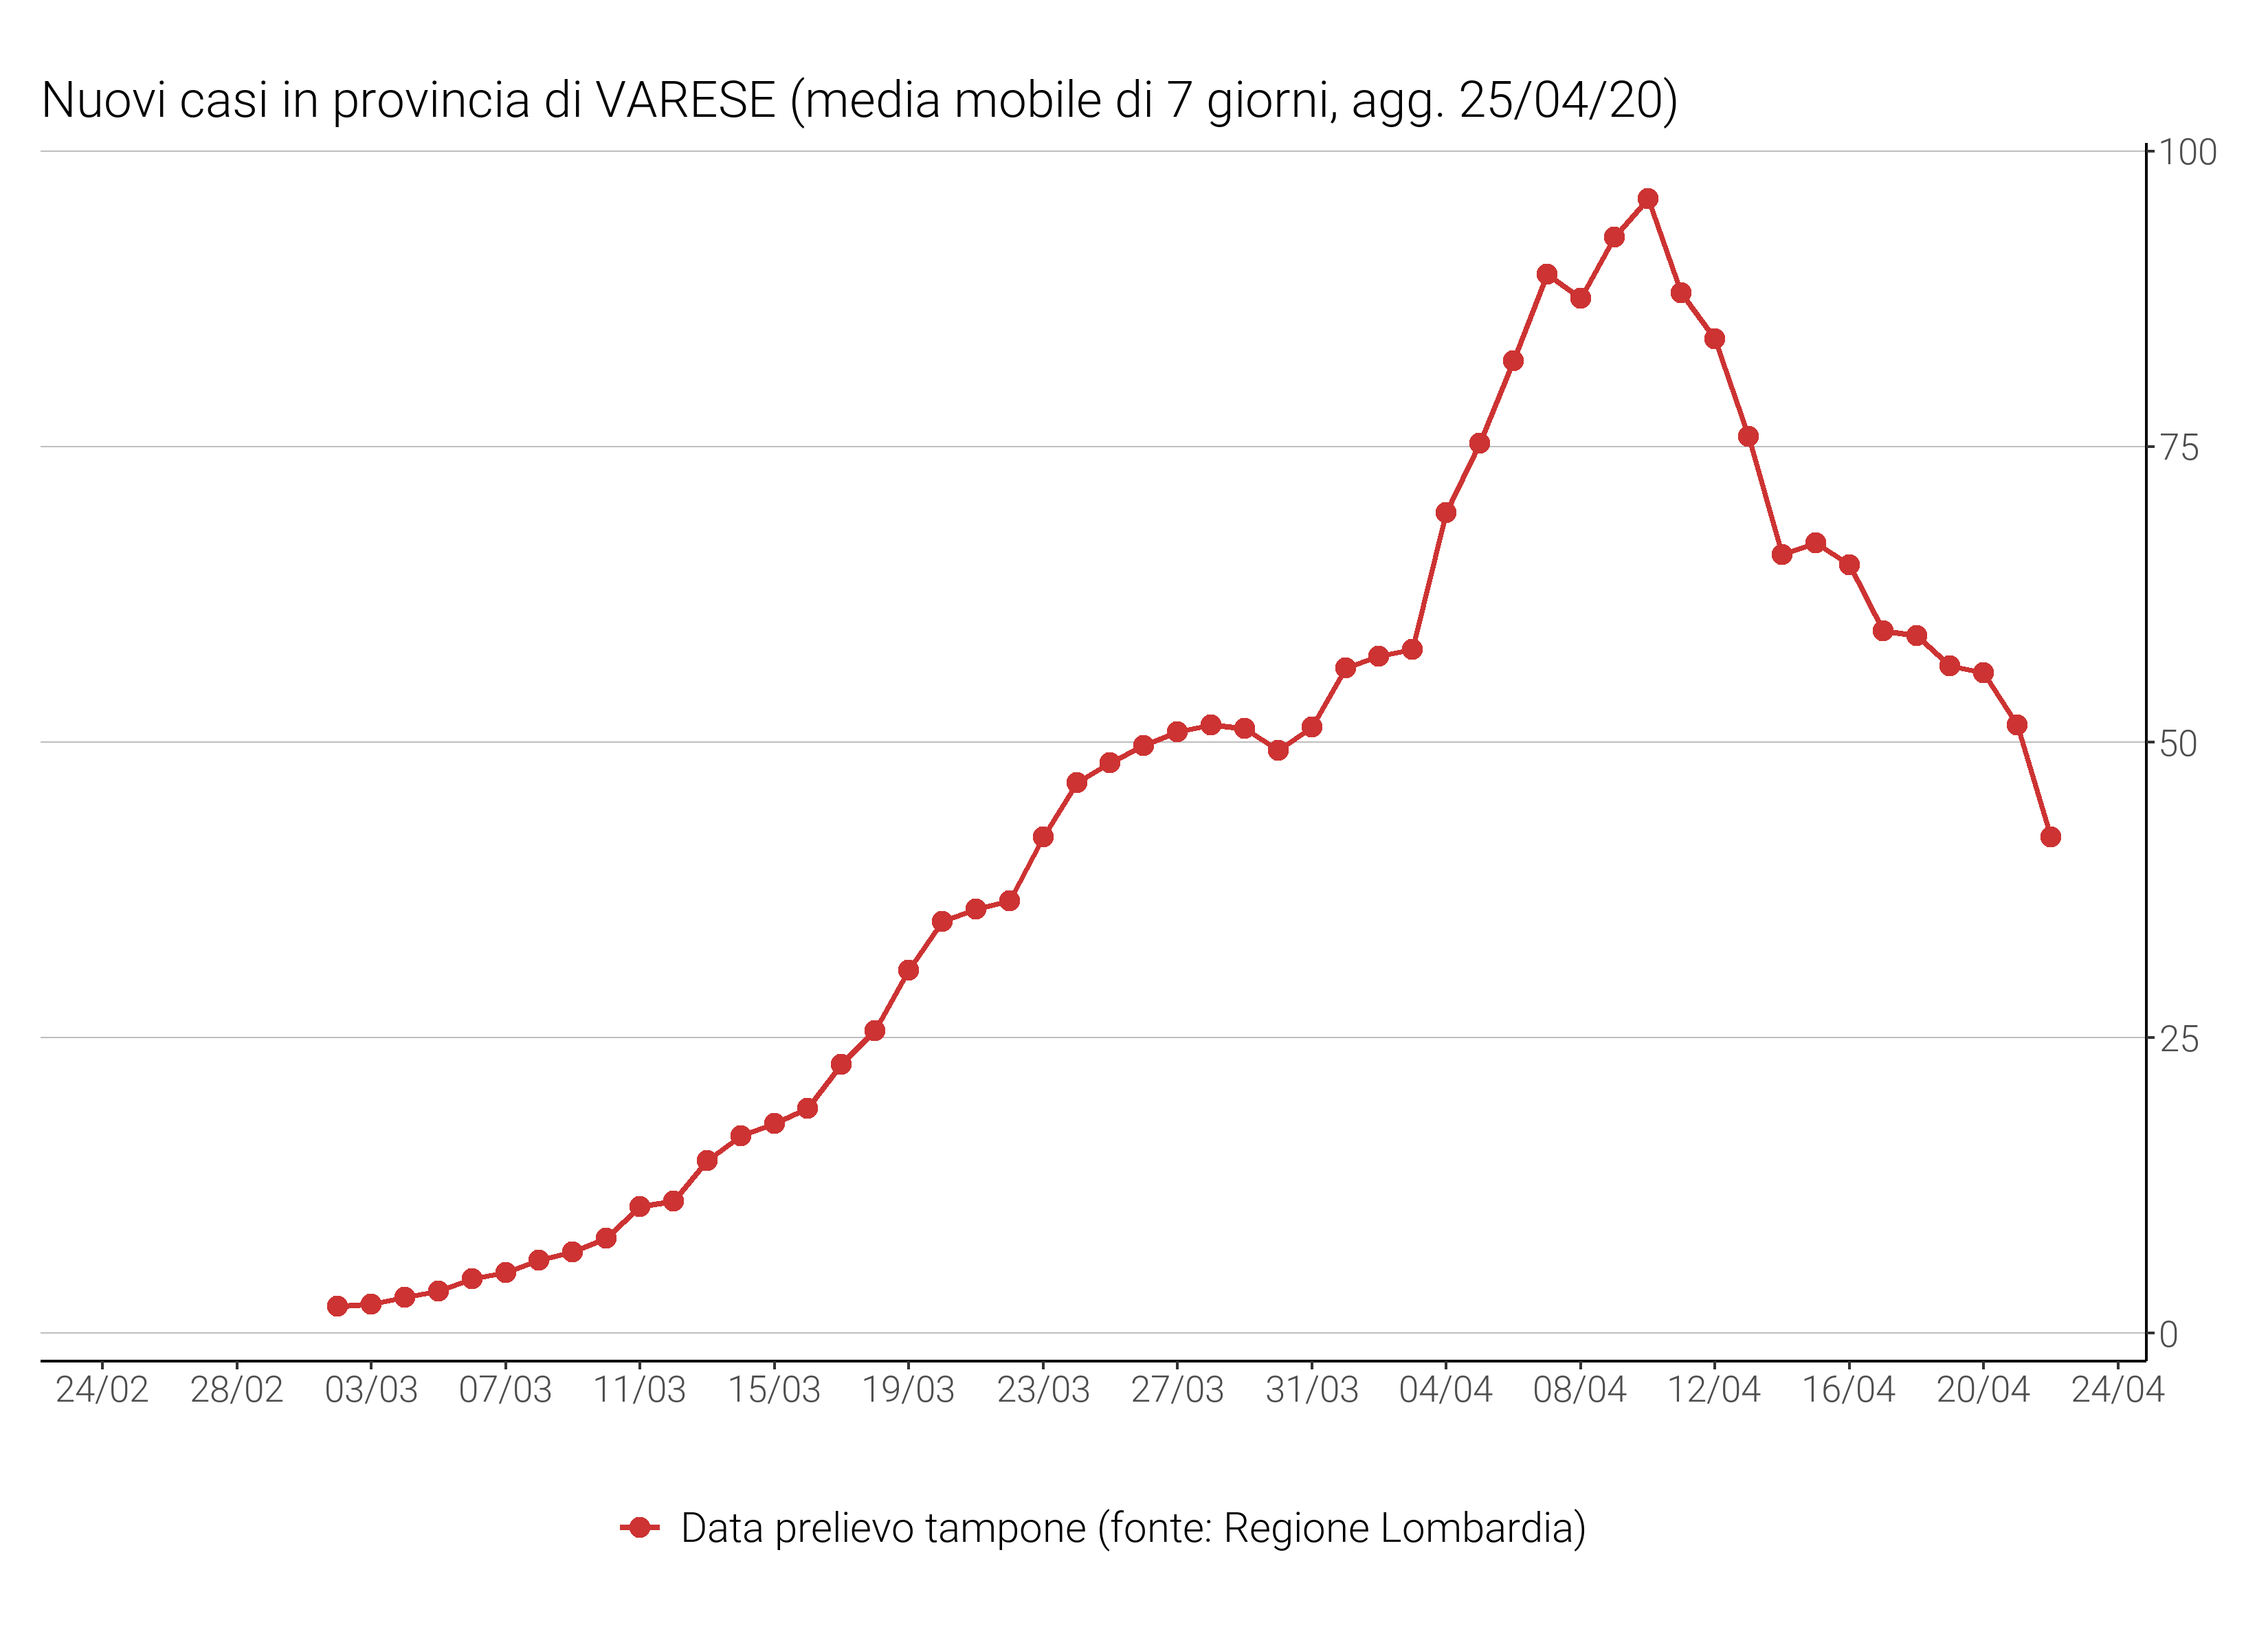 Nuovi casi in provincia di VARESE (media mobile di 7 giorni, agg. 25/04/20)
100
75
50
25
0
24/02 28/02 03/03 07/03 11/03 15/03 19/03 23/03 27/03 31/03 04/04 08/04 12/04 16/04 20/04 24/04
Data prelievo tampone (fonte: Regione Lombardia)